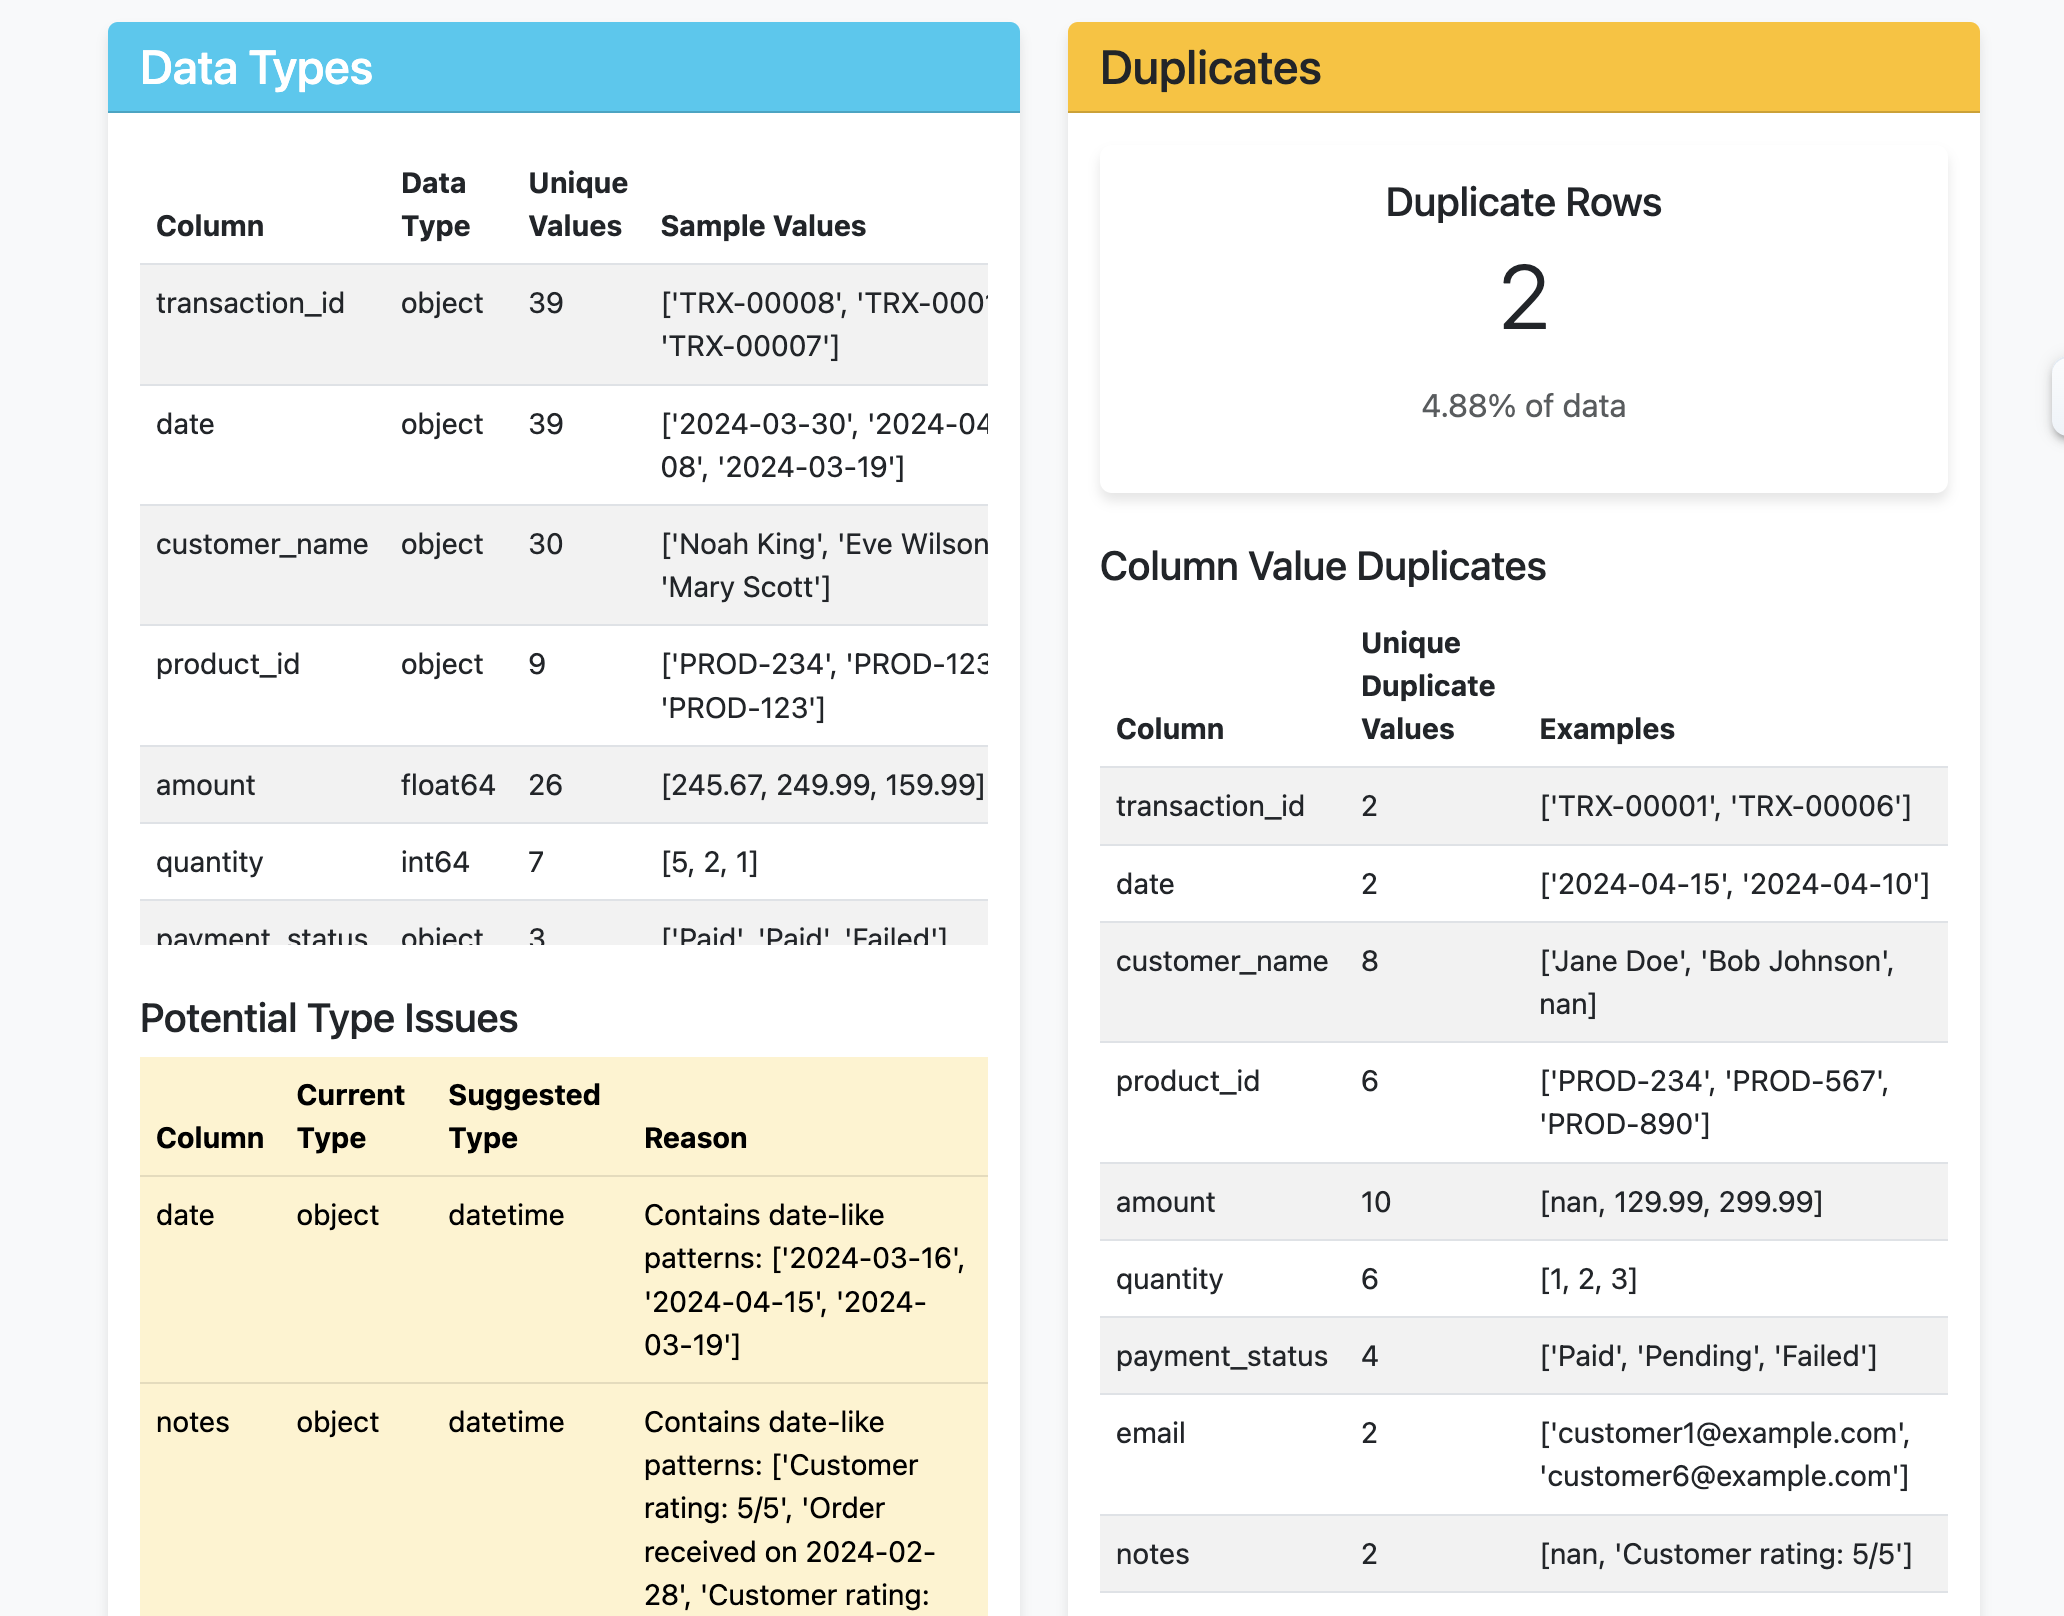 Data Types
Column Data Type Unique Values Sample Values
transaction_id object 39 ['TRX-00008', 'TRX-000
'TRX-00007']
date object 39 ['2024-03-30', '2024-04
08', '2024-03-19']
customer_name object 30 ['Noah King', 'Eve Wilson
'Mary Scott']
product_id object 9 ['PROD-234', 'PROD-123
'PROD-123']
amount float64 26 [245.67, 249.99, 159.99]
quantity int64 7 [5, 2, 1]
payment_status object 3 ['Paid', 'Paid', 'Failed']
Potential Type Issues
Column Current Type Suggested Type Reason
date object datetime Contains date-like
patterns: ['2024-03-16',
'2024-04-15', '2024-
03-19']
notes object datetime Contains date-like
patterns: ['Customer
rating: 5/5', 'Order
received on 2024-02-
28', 'Customer rating:
Duplicates
Duplicate Rows
2
4.88% of data
Column Value Duplicates
Column Unique Duplicate Values Examples
transaction_id 2 ['TRX-00001', 'TRX-00006']
date 2 ['2024-04-15', '2024-04-10']
customer_name 8 ['Jane Doe', 'Bob Johnson',
nan]
product_id 6 ['PROD-234', 'PROD-567',
'PROD-890']
amount 10 [nan, 129.99, 299.99]
quantity 6 [1, 2, 3]
payment_status 4 ['Paid', 'Pending', 'Failed']
email 2 ['customer1@example.com',
'customer6@example.com']
notes 2 [nan, 'Customer rating: 5/5']